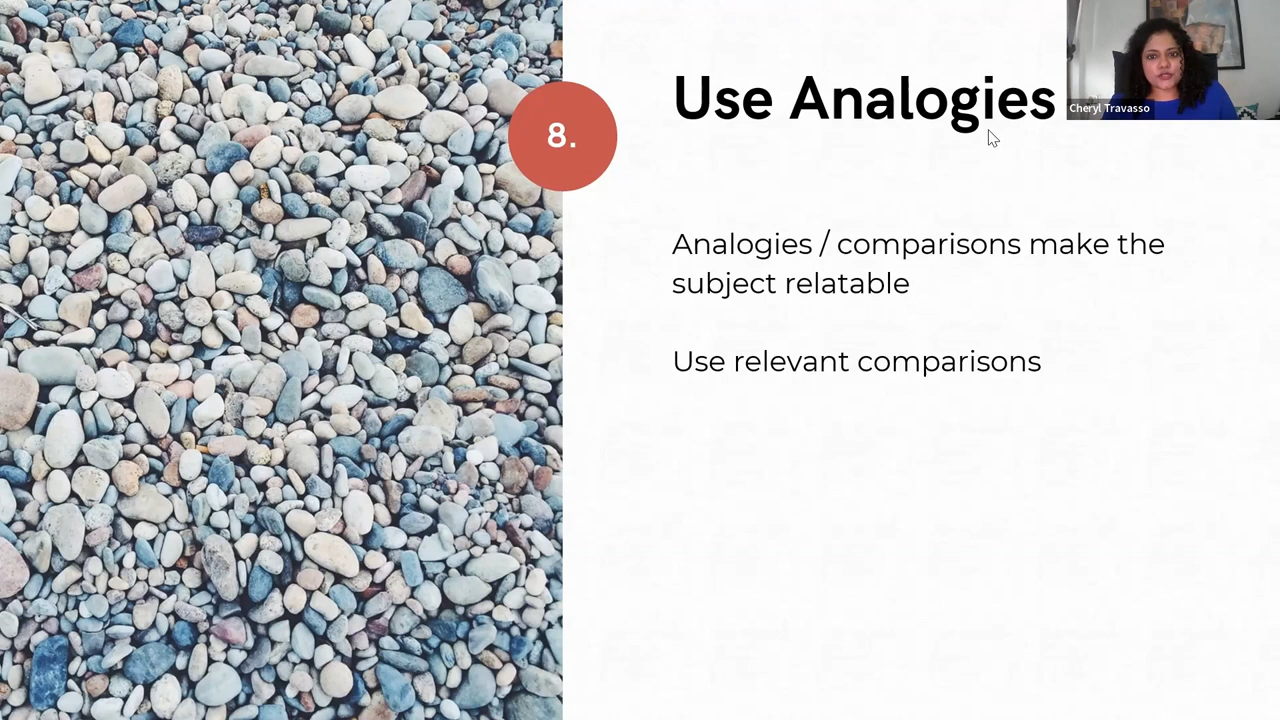 8.
Use Analogies
Cheryl Travasso
Analogies / comparisons make the
subject relatable
Use relevant comparisons